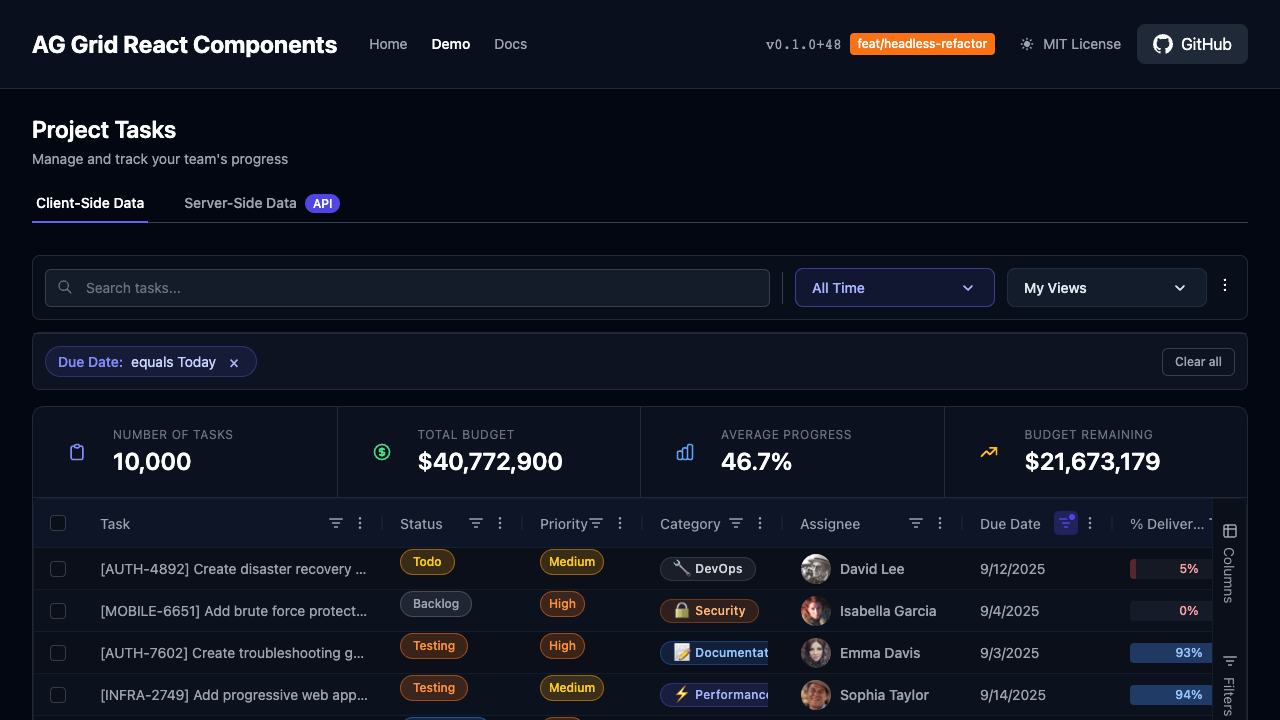 AG Grid React Components Home Demo Docs v0.1.0+48 feat/headless-refactor MIT License GitHub
Project Tasks
Manage and track your team's progress
Client-Side Data Server-Side Data API
Search tasks... All Time My Views
Due Date: equals Today × Clear all
NUMBER OF TASKS TOTAL BUDGET AVERAGE PROGRESS BUDGET REMAINING
10,000 $40,772,900 46.7% $21,673,179
Task Status Priority Category Assignee Due Date % Deliver...
[AUTH-4892] Create disaster recovery ... Todo Medium DevOps David Lee 9/12/2025 5%
[MOBILE-6651] Add brute force protect... Backlog High Security Isabella Garcia 9/4/2025 0%
[AUTH-7602] Create troubleshooting g... Testing High Documentat Emma Davis 9/3/2025 93%
[INFRA-2749] Add progressive web app... Testing Medium Performance Sophia Taylor 9/14/2025 94%
Columns
Filters